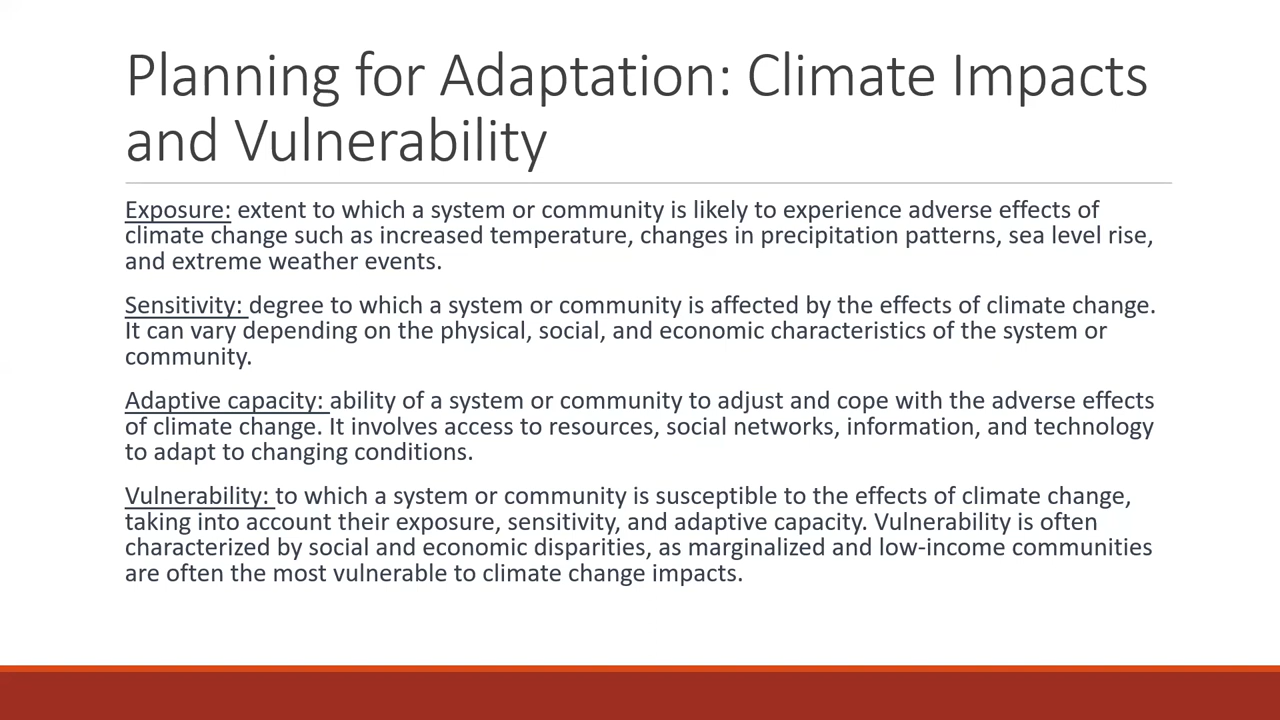 Planning for Adaptation: Climate Impacts
and Vulnerability
Exposure: extent to which a system or community is likely to experience adverse effects of
climate change such as increased temperature, changes in precipitation patterns, sea level rise,
and extreme weather events.
Sensitivity: degree to which a system or community is affected by the effects of climate change.
It can vary depending on the physical, social, and economic characteristics of the system or
community.
Adaptive capacity: ability of a system or community to adjust and cope with the adverse effects
of climate change. It involves access to resources, social networks, information, and technology
to adapt to changing conditions.
Vulnerability: to which a system or community is susceptible to the effects of climate change,
taking into account their exposure, sensitivity, and adaptive capacity. Vulnerability is often
characterized by social and economic disparities, as marginalized and low-income communities
are often the most vulnerable to climate change impacts.